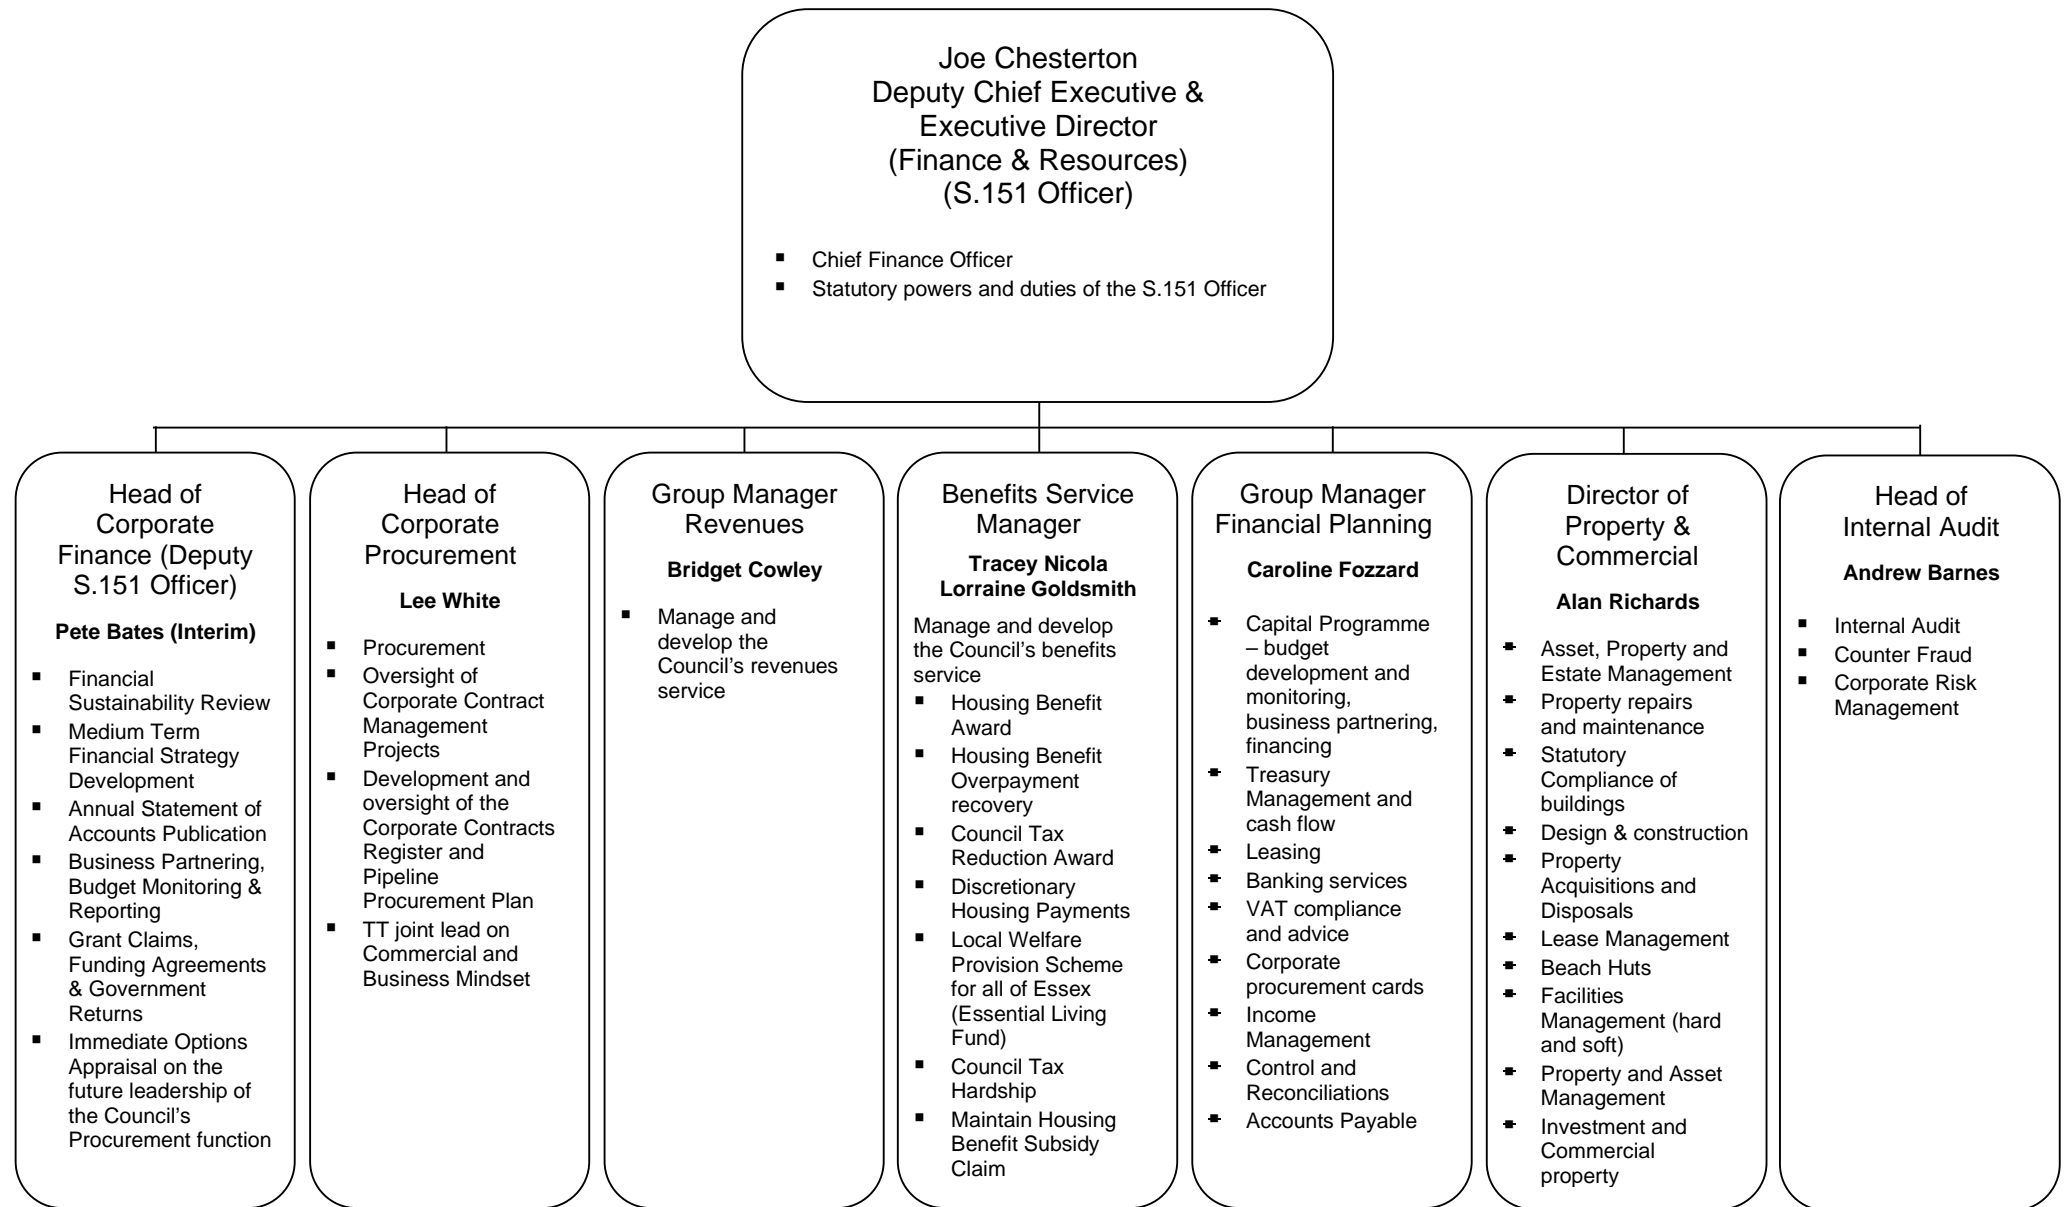 Joe Chesterton
Deputy Chief Executive &
Executive Director
(Finance & Resources)
(S.151 Officer)
▪ Chief Finance Officer
▪ Statutory powers and duties of the S.151 Officer
Head of
Corporate
Finance (Deputy
S.151 Officer)
Pete Bates (Interim)
▪ Financial
Sustainability Review
▪ Medium Term
Financial Strategy
Development
▪ Annual Statement of
Accounts Publication
▪ Business Partnering,
Budget Monitoring &
Reporting
▪ Grant Claims,
Funding Agreements
& Government
Returns
▪ Immediate Options
Appraisal on the
future leadership of
the Council’s
Procurement function
Head of
Corporate
Procurement
Lee White
▪ Procurement
▪ Oversight of
Corporate Contract
Management
Projects
▪ Development and
oversight of the
Corporate Contracts
Register and
Pipeline
Procurement Plan
▪ TT joint lead on
Commercial and
Business Mindset
Group Manager
Revenues
Bridget Cowley
▪ Manage and
develop the
Council’s revenues
service
Benefits Service
Manager
Tracey Nicola
Lorraine Goldsmith
Manage and develop
the Council’s benefits
service
▪ Housing Benefit
Award
▪ Housing Benefit
Overpayment
recovery
▪ Council Tax
Reduction Award
▪ Discretionary
Housing Payments
▪ Local Welfare
Provision Scheme
for all of Essex
(Essential Living
Fund)
▪ Council Tax
Hardship
▪ Maintain Housing
Benefit Subsidy
Claim
Group Manager
Financial Planning
Caroline Fozzard
▪ Capital Programme
– budget
development and
monitoring,
business partnering,
financing
▪ Treasury
Management and
cash flow
▪ Leasing
▪ Banking services
▪ VAT compliance
and advice
▪ Corporate
procurement cards
▪ Income
Management
▪ Control and
Reconciliations
▪ Accounts Payable
Director of
Property &
Commercial
Alan Richards
▪ Asset, Property and
Estate Management
▪ Property repairs
and maintenance
▪ Statutory
Compliance of
buildings
▪ Design & construction
▪ Property
Acquisitions and
Disposals
▪ Lease Management
▪ Beach Huts
▪ Facilities
Management (hard
and soft)
▪ Property and Asset
Management
▪ Investment and
Commercial
property
Head of
Internal Audit
Andrew Barnes
▪ Internal Audit
▪ Counter Fraud
▪ Corporate Risk
Management